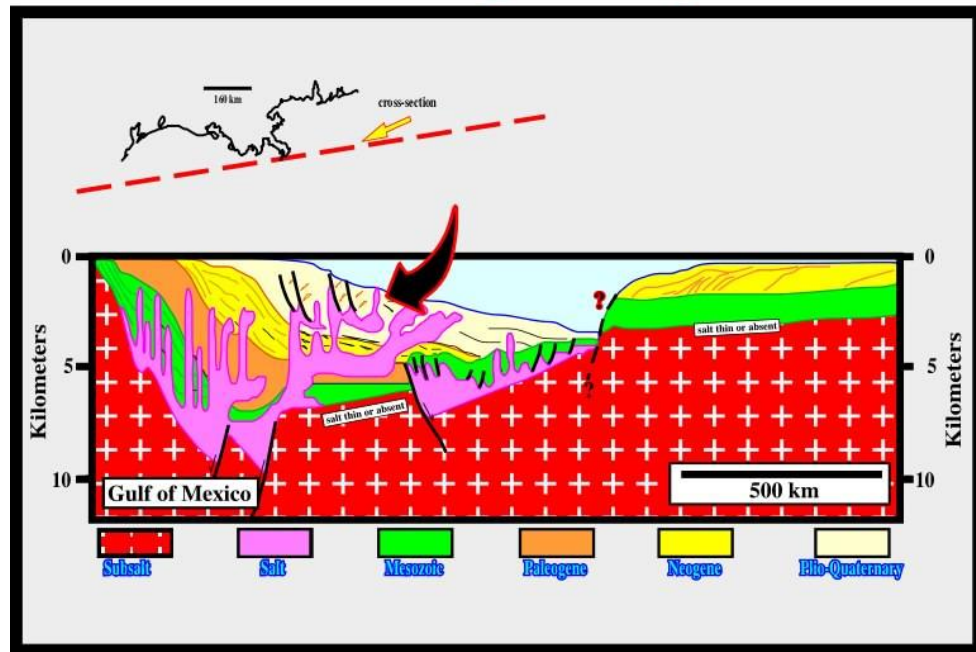 160 km
cross-section
0
0
?
salt thin or absent
5
5
?
salt thin or absent
Kilometers
Kilometers
10
10
Gulf of Mexico
500 km
Subsalt
Salt
Mesozoic
Paleogene
Neogene
Plio-Quaternary